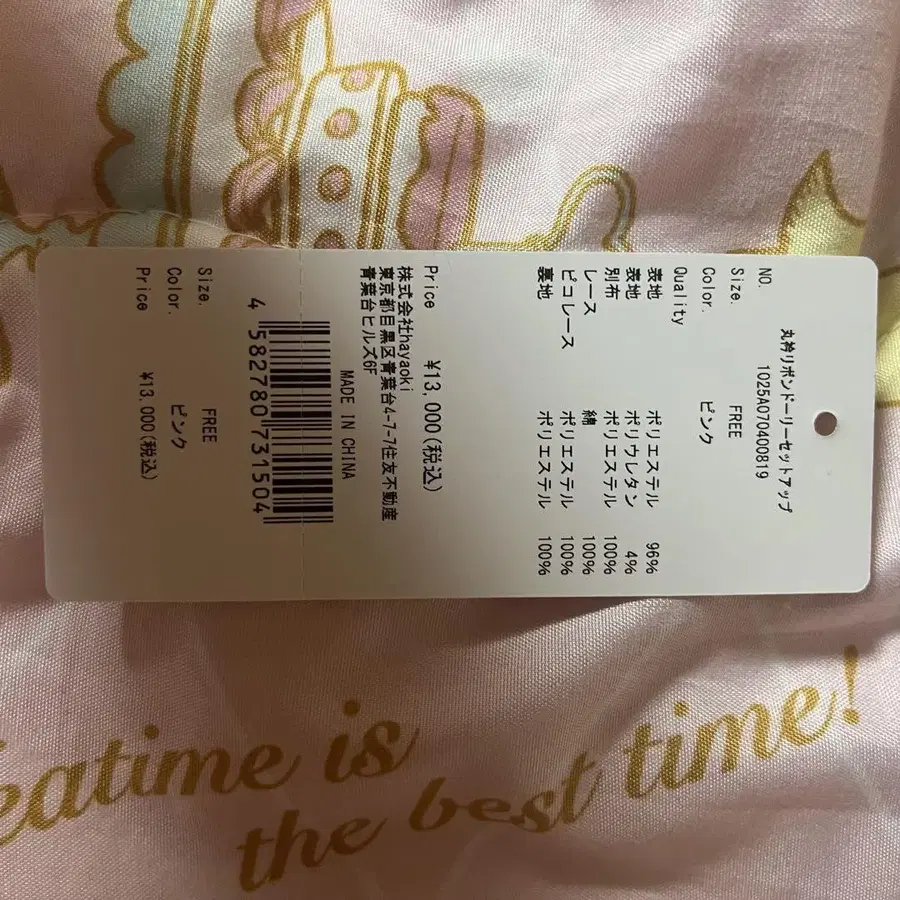 丸衿リボンドーリーセットアップ
NO. 1025A070400819
Size. FREE
Color. ピンク
Quality
表地 ポリエステル 96%
表地 ポリウレタン 4%
別布 ポリエステル 100%
レース 綿 100%
ピコレース ポリエステル 100%
裏地 ポリエステル 100%
Price ¥13,000(税込)
株式会社hayaoki
東京都目黒区青葉台4-7-7住友不動産
青葉台ヒルズ6F
MADE IN CHINA
4 582780 731504
Size. FREE
Color. ピンク
Price ¥13,000(税込)
eatime is
the best time!